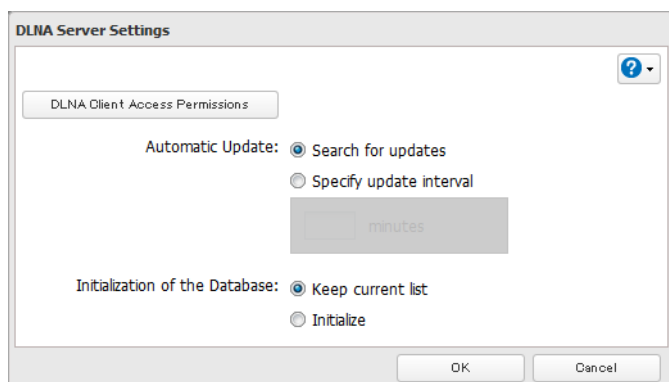 DLNA Server Settings
?
DLNA Client Access Permissions
Automatic Update: Search for updates
Specify update interval
minutes
Initialization of the Database: Keep current list
Initialize
OK Cancel